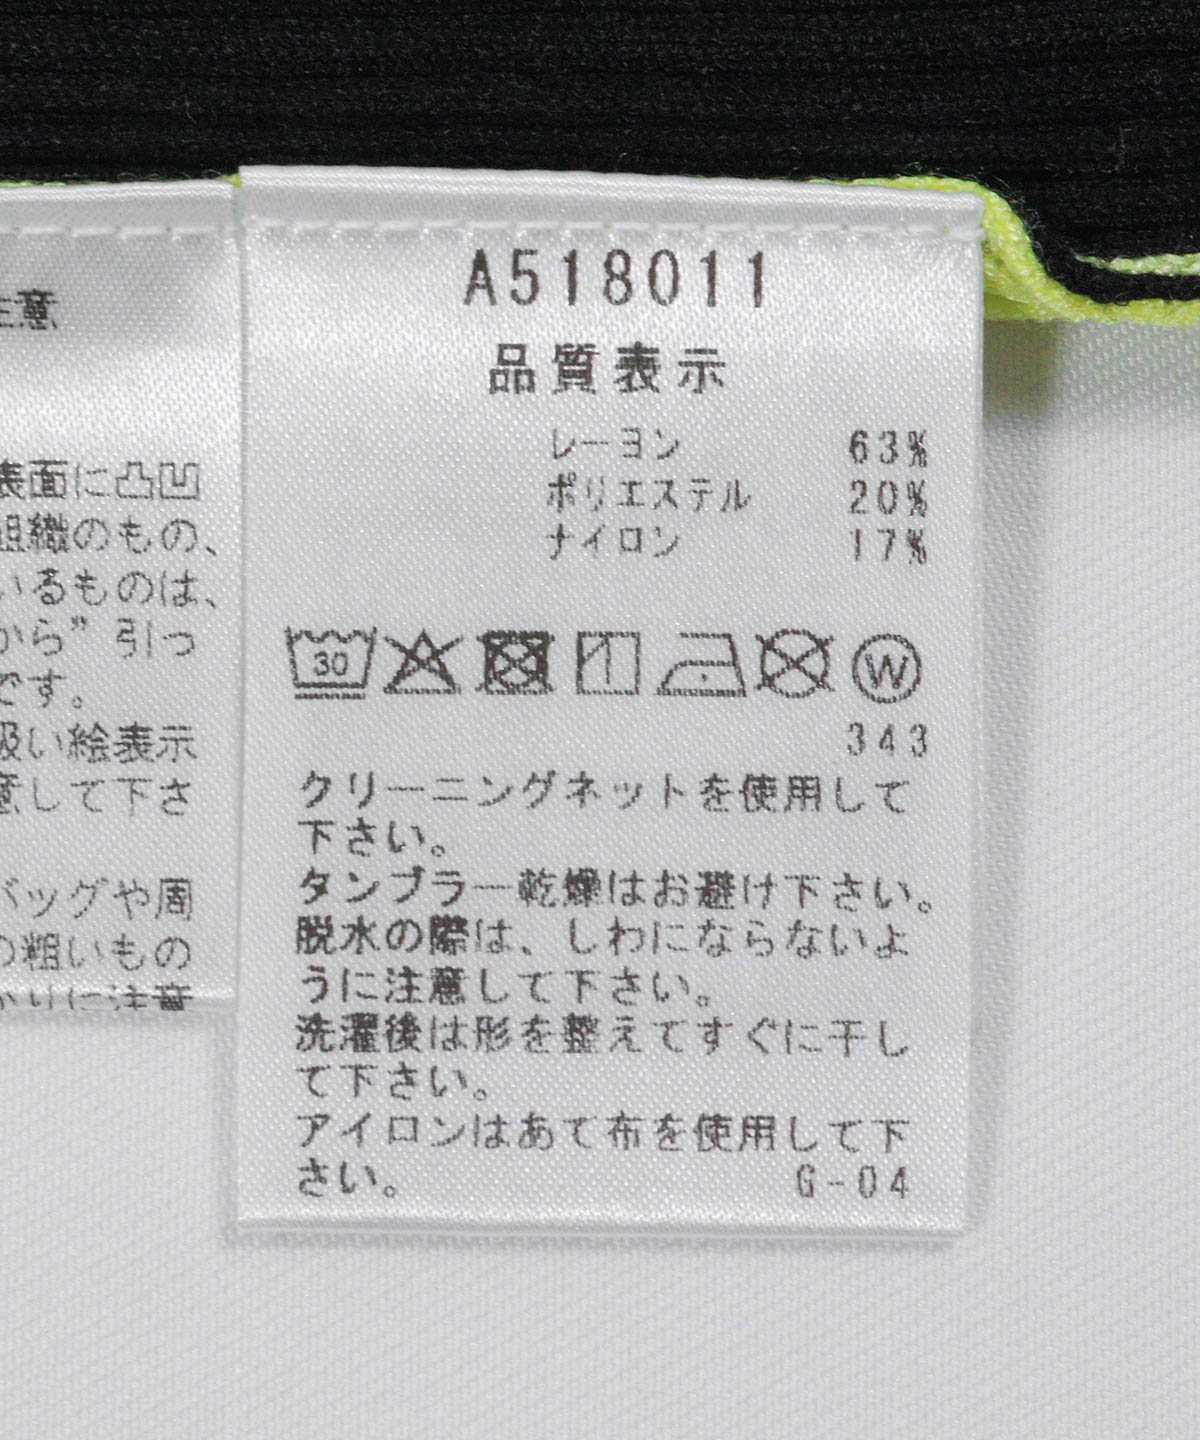 注意
表面に凸凹
組織のもの、
いるものは、
から”引っ
です。
扱い絵表示
意して下さ
バッグや周
の粗いもの
かりに注意
A518011
品質表示
レーヨン 63%
ポリエステル 20%
ナイロン 17%
30 W
343
クリーニングネットを使用して
下さい。
タンブラー乾燥はお避け下さい。
脱水の際は、しわにならないよ
うに注意して下さい。
洗濯後は形を整えてすぐに干し
て下さい。
アイロンはあて布を使用して下
さい。 G-04